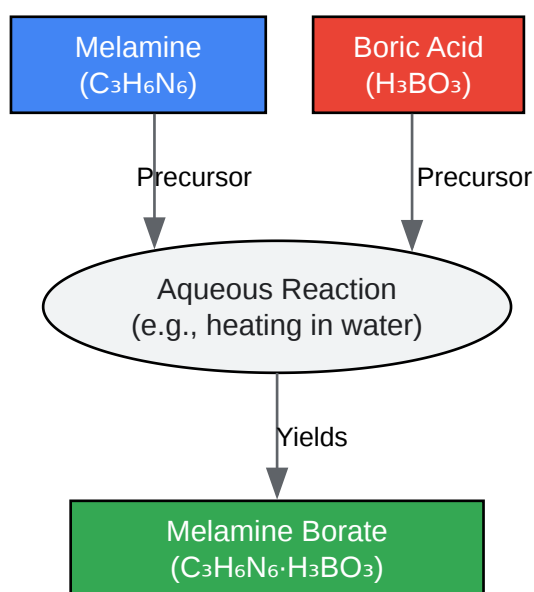 Melamine
(C₃H₆N₆)
Boric Acid
(H₃BO₃)
Precursor
Precursor
Aqueous Reaction
(e.g., heating in water)
Yields
Melamine Borate
(C₃H₆N₆·H₃BO₃)